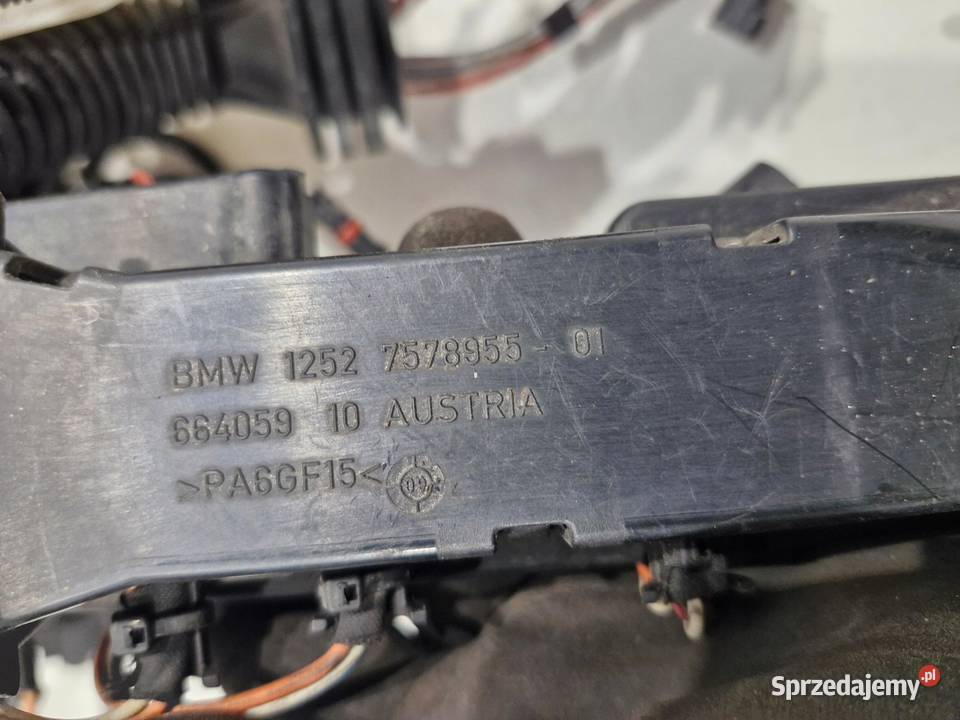 BMW 1252 7578955-01
664059 10 AUSTRIA
>PA6GF15<
Sprzedajemy.pl